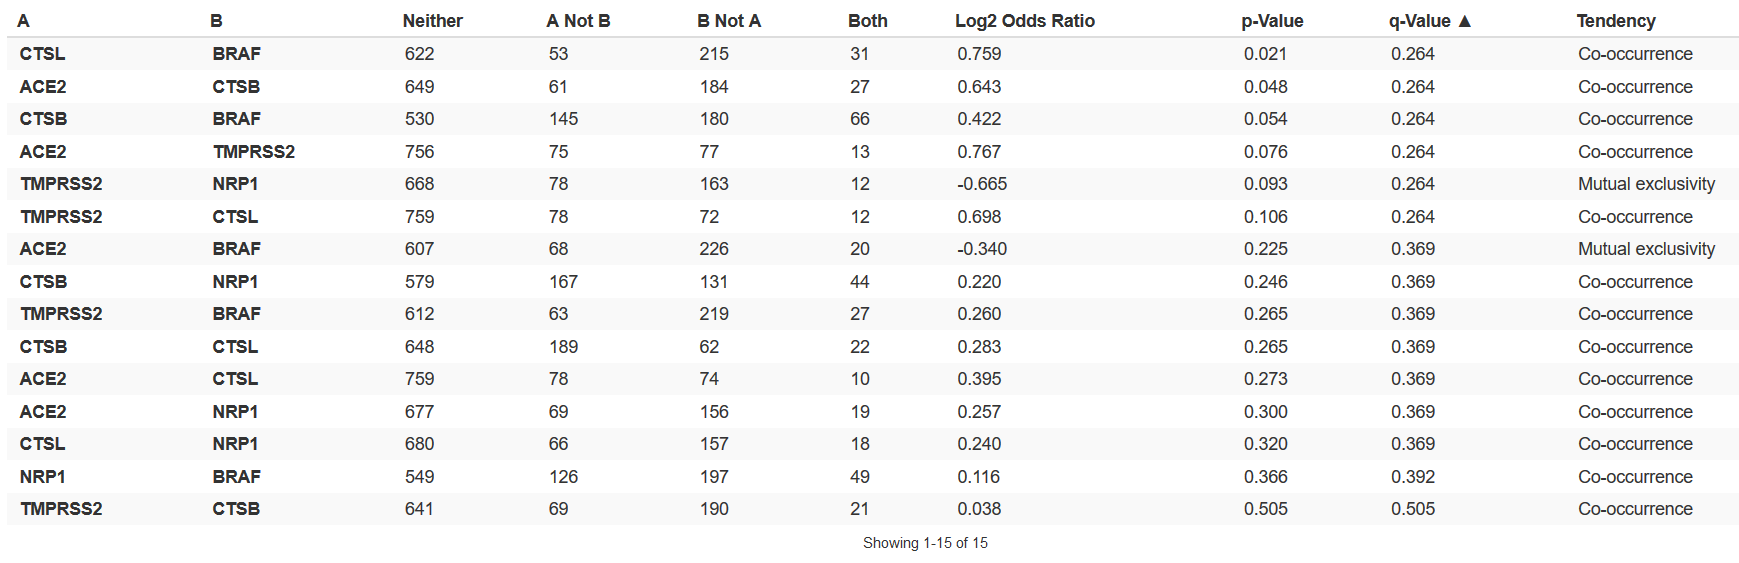 A B Neither A Not B B Not A Both Log2 Odds Ratio p-Value q-Value ▲ Tendency
CTSL BRAF 622 53 215 31 0.759 0.021 0.264 Co-occurrence
ACE2 CTSB 649 61 184 27 0.643 0.048 0.264 Co-occurrence
CTSB BRAF 530 145 180 66 0.422 0.054 0.264 Co-occurrence
ACE2 TMPRSS2 756 75 77 13 0.767 0.076 0.264 Co-occurrence
TMPRSS2 NRP1 668 78 163 12 -0.665 0.093 0.264 Mutual exclusivity
TMPRSS2 CTSL 759 78 72 12 0.698 0.106 0.264 Co-occurrence
ACE2 BRAF 607 68 226 20 -0.340 0.225 0.369 Mutual exclusivity
CTSB NRP1 579 167 131 44 0.220 0.246 0.369 Co-occurrence
TMPRSS2 BRAF 612 63 219 27 0.260 0.265 0.369 Co-occurrence
CTSB CTSL 648 189 62 22 0.283 0.265 0.369 Co-occurrence
ACE2 CTSL 759 78 74 10 0.395 0.273 0.369 Co-occurrence
ACE2 NRP1 677 69 156 19 0.257 0.300 0.369 Co-occurrence
CTSL NRP1 680 66 157 18 0.240 0.320 0.369 Co-occurrence
NRP1 BRAF 549 126 197 49 0.116 0.366 0.392 Co-occurrence
TMPRSS2 CTSB 641 69 190 21 0.038 0.505 0.505 Co-occurrence
Showing 1-15 of 15